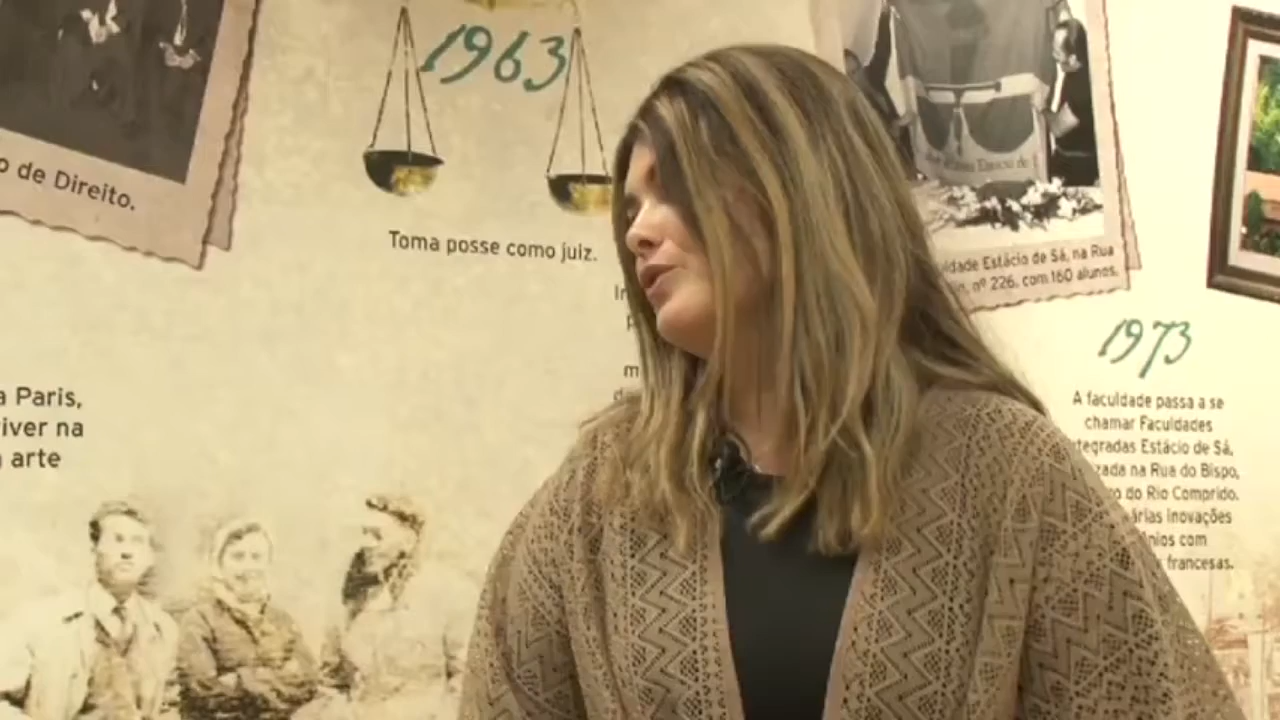 o de Direito.
1963
Toma posse como juiz.
a Paris,
iver na
arte
dade Estácio de Sá, na Rua
nº 226, com 160 alunos.
1973
A faculdade passa a se
chamar Faculdades
tegradas Estácio de Sá,
zada na Rua do Bispo,
o do Rio Comprido.
árias inovações
nios com
francesas.